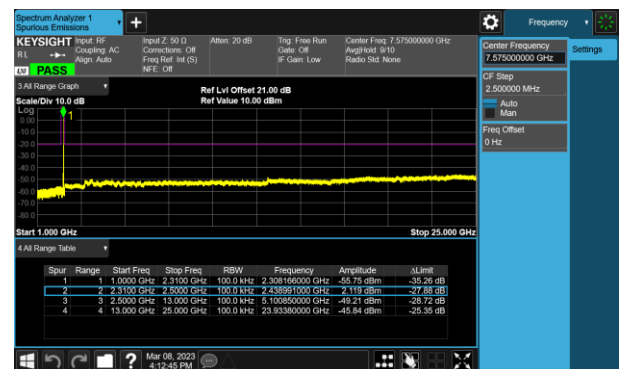 Spectrum Analyzer 1
Spurious Emissions
Frequency
KEYSIGHT
RL
LXI PASS
Input: RF
Coupling: AC
Align: Auto
Input Z: 50 Ω
Corrections: Off
Freq Ref: Int (S)
NFE: Off
Atten: 20 dB
Trig: Free Run
Gate: Off
IF Gain: Low
Center Freq: 7.575000000 GHz
Avg|Hold: 9/10
Radio Std: None
Center Frequency
7.575000000 GHz
Settings
CF Step
2.500000 MHz
Auto
Man
Freq Offset
0 Hz
3 All Range Graph
Scale/Div 10.0 dB
Ref Lvl Offset 21.00 dB
Ref Value 10.00 dBm
Log
1
0.00
-10.0
-20.0
-30.0
-40.0
-50.0
-60.0
-70.0
-80.0
Start 1.000 GHz
Stop 25.000 GHz
4 All Range Table
Spur Range Start Freq Stop Freq RBW Frequency Amplitude ΔLimit
1 1 1.0000 GHz 2.3100 GHz 100.0 kHz 2.308166000 GHz -55.75 dBm -35.26 dB
2 2 2.3100 GHz 2.5000 GHz 100.0 kHz 2.438991000 GHz 2.119 dBm -27.88 dB
3 3 2.5000 GHz 13.000 GHz 100.0 kHz 5.100850000 GHz -49.21 dBm -28.72 dB
4 4 13.000 GHz 25.000 GHz 100.0 kHz 23.93380000 GHz -45.84 dBm -25.35 dB
?
Mar 08, 2023
4:12:45 PM